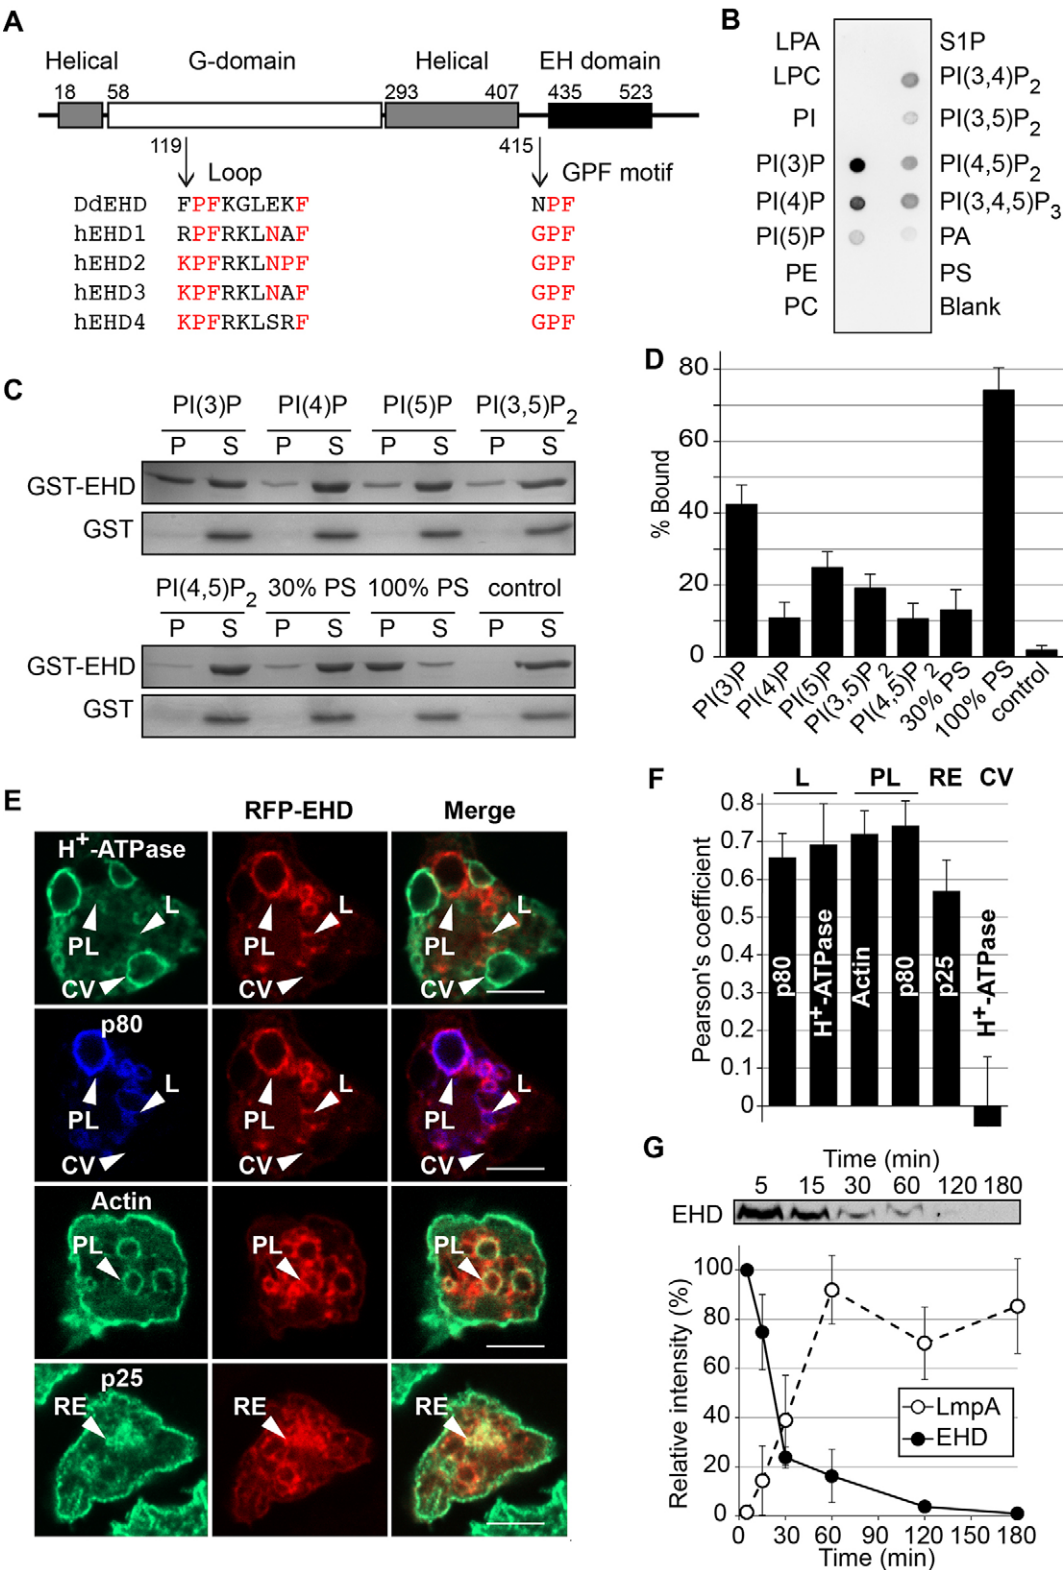 A
Helical G-domain Helical EH domain
18 58 293 407 435 523
119 415
Loop GPF motif
DdEHD FPFKGLEKF NPF
hEHD1 RPFRKLNAF GPF
hEHD2 KPFRKLNPF GPF
hEHD3 KPFRKLNAF GPF
hEHD4 KPFRKLSRF GPF
B
LPA S1P
LPC PI(3,4)P2
PI PI(3,5)P2
PI(3)P PI(4,5)P2
PI(4)P PI(3,4,5)P3
PI(5)P PA
PE PS
PC Blank
C
PI(3)P PI(4)P PI(5)P PI(3,5)P2
P S P S P S P S
GST-EHD
GST
PI(4,5)P2 30% PS 100% PS control
P S P S P S P S
GST-EHD
GST
D
% Bound
80
60
40
20
0
PI(3)P PI(4)P PI(5)P PI(3,5)P2 PI(4,5)P2 30% PS 100% PS control
E
RFP-EHD Merge
H+-ATPase
L L L
PL PL PL
CV CV CV
p80
L L L
PL PL PL
CV CV CV
Actin
PL PL PL
p25
RE RE RE
F
L PL RE CV
Pearson's coefficient
0.8
0.7
0.6
0.5
0.4
0.3
0.2
0.1
0
p80 H+-ATPase Actin p80 p25 H+-ATPase
G
Time (min)
5 15 30 60 120 180
EHD
Relative intensity (%)
100
80
60
40
20
0
LmpA
EHD
0 30 60 90 120 150 180
Time (min)